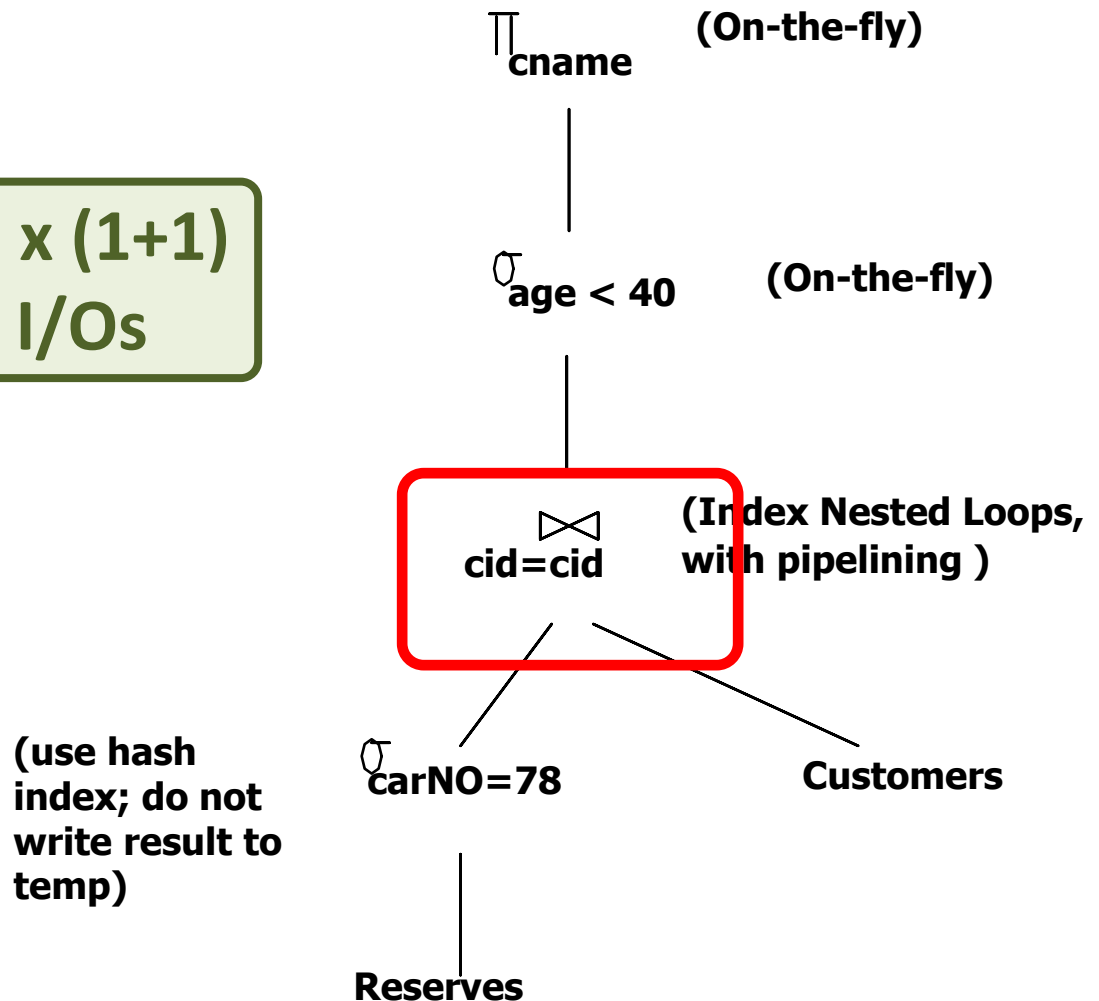 ∏cname (On-the-fly)
x (1+1)
I/Os
σage < 40 (On-the-fly)
⋈
cid=cid
(Index Nested Loops,
with pipelining )
(use hash
index; do not
write result to
temp)
σcarNO=78
Customers
Reserves